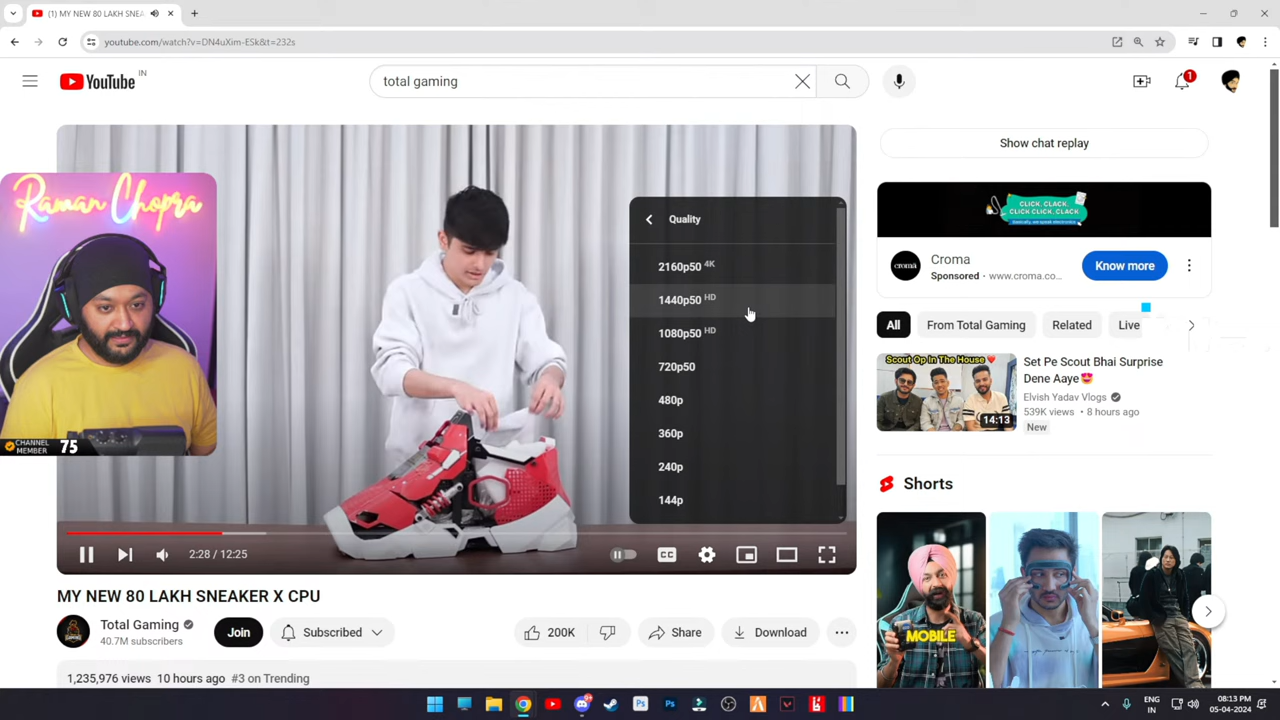 (1) MY NEW 80 LAKH SNEA
youtube.com/watch?v=DN4uXim-ESk&t=232s
YouTube IN
total gaming
1
Raman Chopra
CHANNEL MEMBER 75
Quality
2160p50 4K
1440p50 HD
1080p50 HD
720p50
480p
360p
240p
144p
2:28 / 12:25
CC
MY NEW 80 LAKH SNEAKER X CPU
Total Gaming
40.7M subscribers
Join
Subscribed
200K
Share
Download
1,235,976 views 10 hours ago #3 on Trending
Show chat replay
CLICK, CLACK,
CLICK CLICK, CLACK
croma
Croma
Sponsored • www.croma.co...
Know more
All
From Total Gaming
Related
Live
Scout Op In The House
14:13
Set Pe Scout Bhai Surprise
Dene Aaye
Elvish Yadav Vlogs
539K views • 8 hours ago
New
Shorts
MOBILE
Ps
Ps
ENG
IN
08:13 PM
05-04-2024